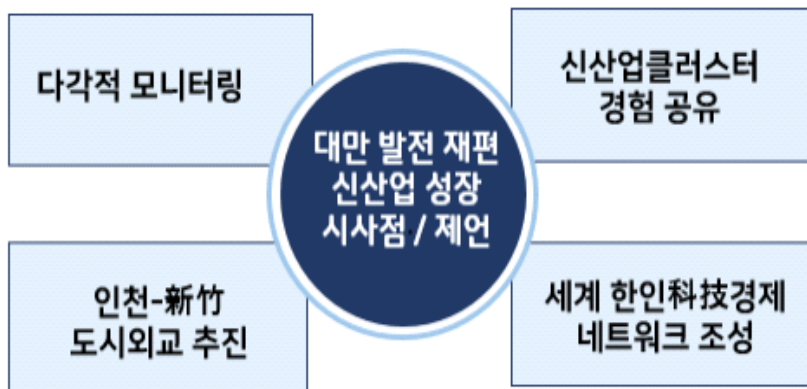 다각적 모니터링
신산업클러스터
경험 공유
대만 발전 재편
신산업 성장
시사점 / 제언
인천-新竹
도시외교 추진
세계 한인科技경제
네트워크 조성